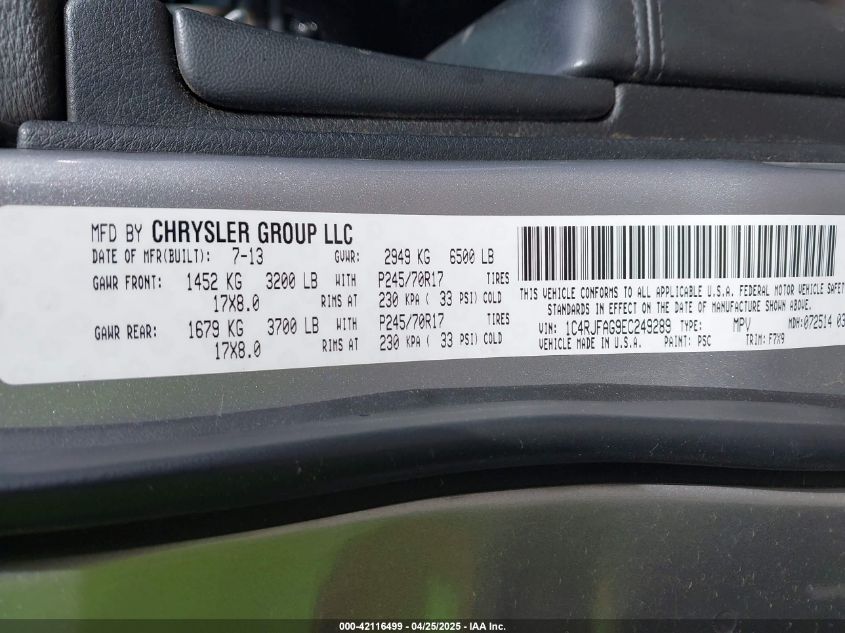 MFD BY CHRYSLER GROUP LLC
DATE OF MFR(BUILT): 7-13 GVWR: 2949 KG 6500 LB
GAWR FRONT: 1452 KG 3200 LB WITH P245/70R17 TIRES
17X8.0 RIMS AT 230 KPA ( 33 PSI) COLD
GAWR REAR: 1679 KG 3700 LB WITH P245/70R17 TIRES
17X8.0 RIMS AT 230 KPA ( 33 PSI) COLD
THIS VEHICLE CONFORMS TO ALL APPLICABLE U.S.A. FEDERAL MOTOR VEHICLE SAFET
STANDARDS IN EFFECT ON THE DATE OF MANUFACTURE SHOWN ABOVE.
VIN: 1C4RJFAG9EC249289 TYPE: MPV MDH:072514 03
VEHICLE MADE IN U.S.A. PAINT: PSC TRIM: F7X9
000-42116499 - 04/25/2025 - IAA Inc.